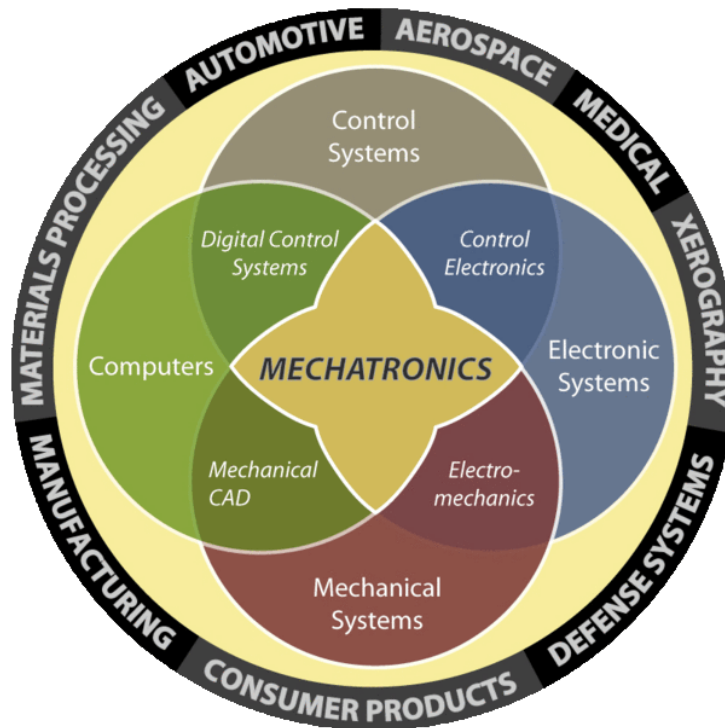 AUTOMOTIVE
AEROSPACE
MEDICAL
XEROGRAPHY
DEFENSE SYSTEMS
CONSUMER PRODUCTS
MANUFACTURING
MATERIALS PROCESSING
Control
Systems
Digital Control
Systems
Control
Electronics
Computers
MECHATRONICS
Electronic
Systems
Mechanical
CAD
Electro-
mechanics
Mechanical
Systems